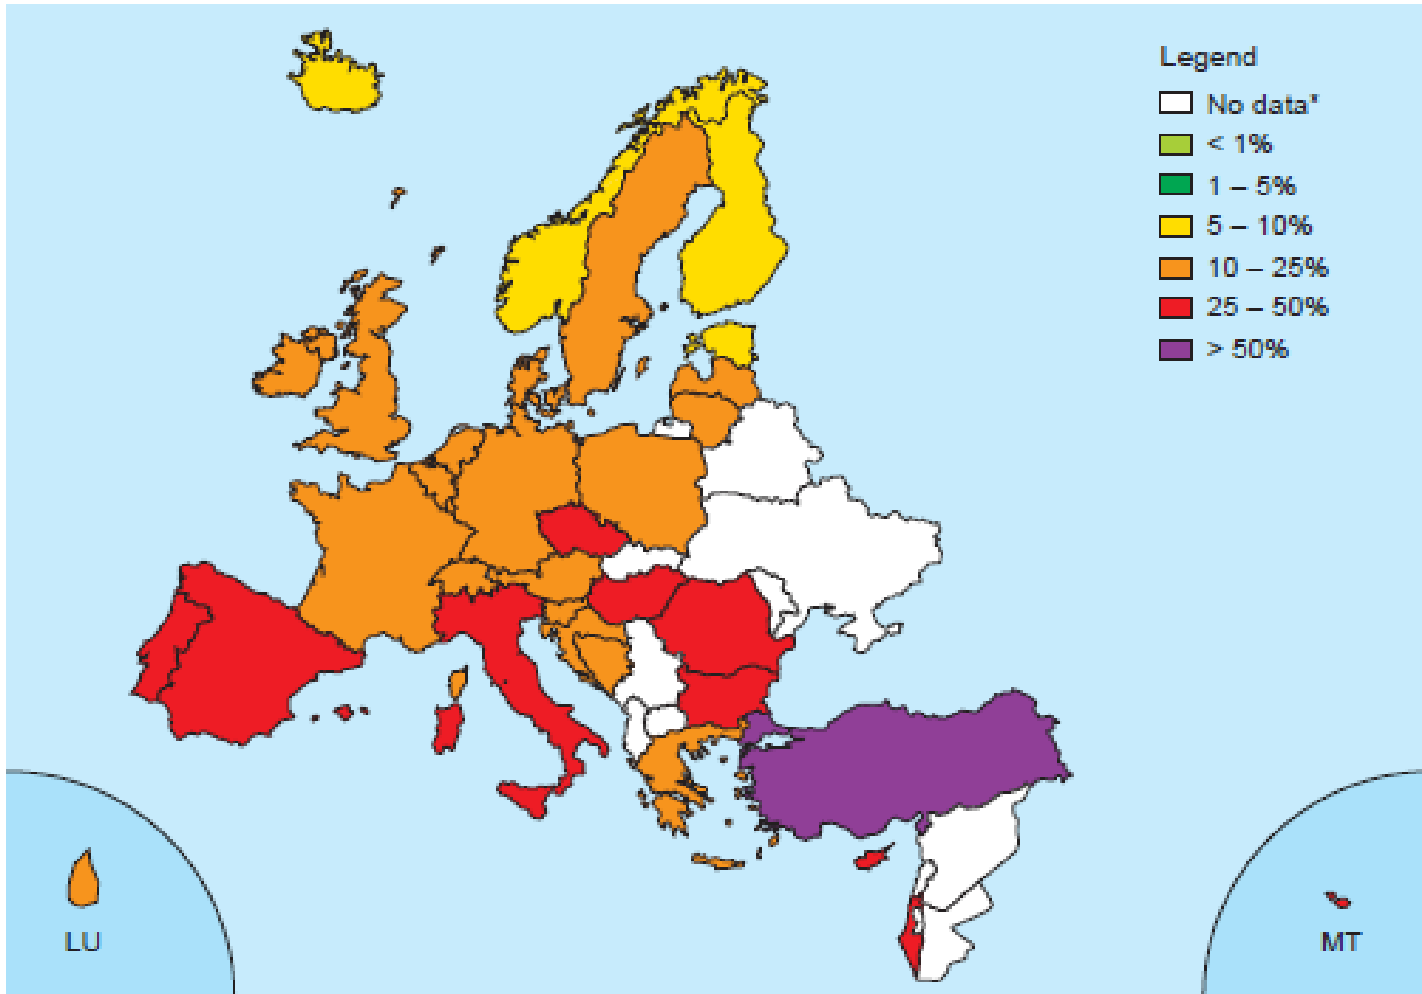 Legend
No data*
< 1%
1 – 5%
5 – 10%
10 – 25%
25 – 50%
> 50%
LU
MT